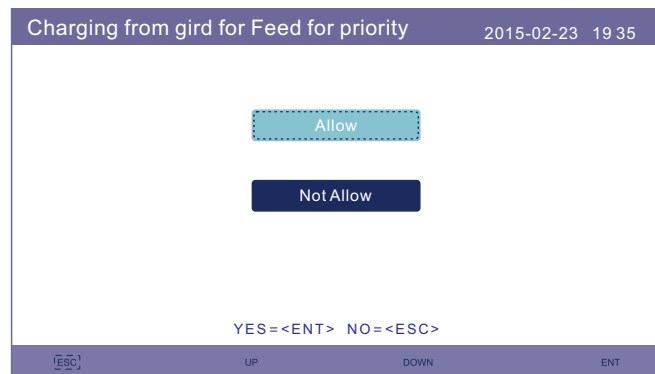 Charging from gird for Feed for priority 2015-02-23 19 35
Allow
Not Allow
YES=<ENT> NO=<ESC>
ESC UP DOWN ENT